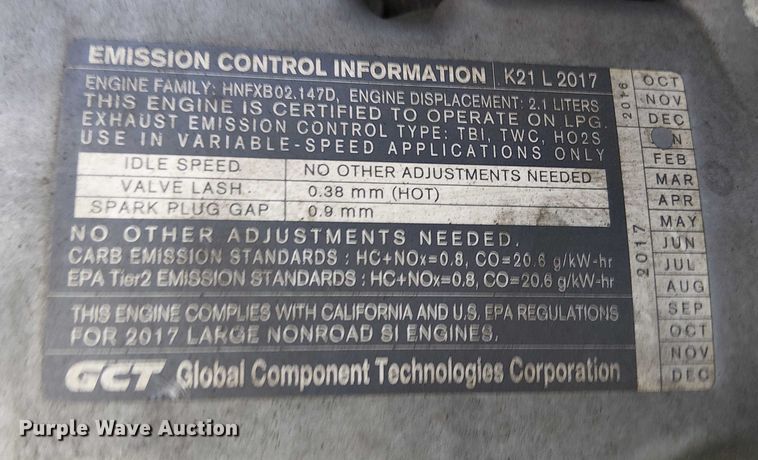 EMISSION CONTROL INFORMATION K21 L 2017
ENGINE FAMILY: HNFXB02.147D, ENGINE DISPLACEMENT: 2.1 LITERS
THIS ENGINE IS CERTIFIED TO OPERATE ON LPG.
EXHAUST EMISSION CONTROL TYPE: TBI, TWC, HO2S
USE IN VARIABLE-SPEED APPLICATIONS ONLY
IDLE SPEED NO OTHER ADJUSTMENTS NEEDED
VALVE LASH. 0.38 mm (HOT)
SPARK PLUG GAP 0.9 mm
NO OTHER ADJUSTMENTS NEEDED.
CARB EMISSION STANDARDS : HC+NOx=0.8, CO=20.6 g/kW-hr
EPA Tier2 EMISSION STANDARDS : HC+NOx=0.8, CO=20.6 g/kW-hr
THIS ENGINE COMPLIES WITH CALIFORNIA AND U.S. EPA REGULATIONS
FOR 2017 LARGE NONROAD SI ENGINES.
GCT Global Component Technologies Corporation
2016
OCT
NOV
DEC
2017
N
FEB
MAR
APR
MAY
JUN
JUL
AUG
SEP
OCT
NOV
DEC
Purple Wave Auction